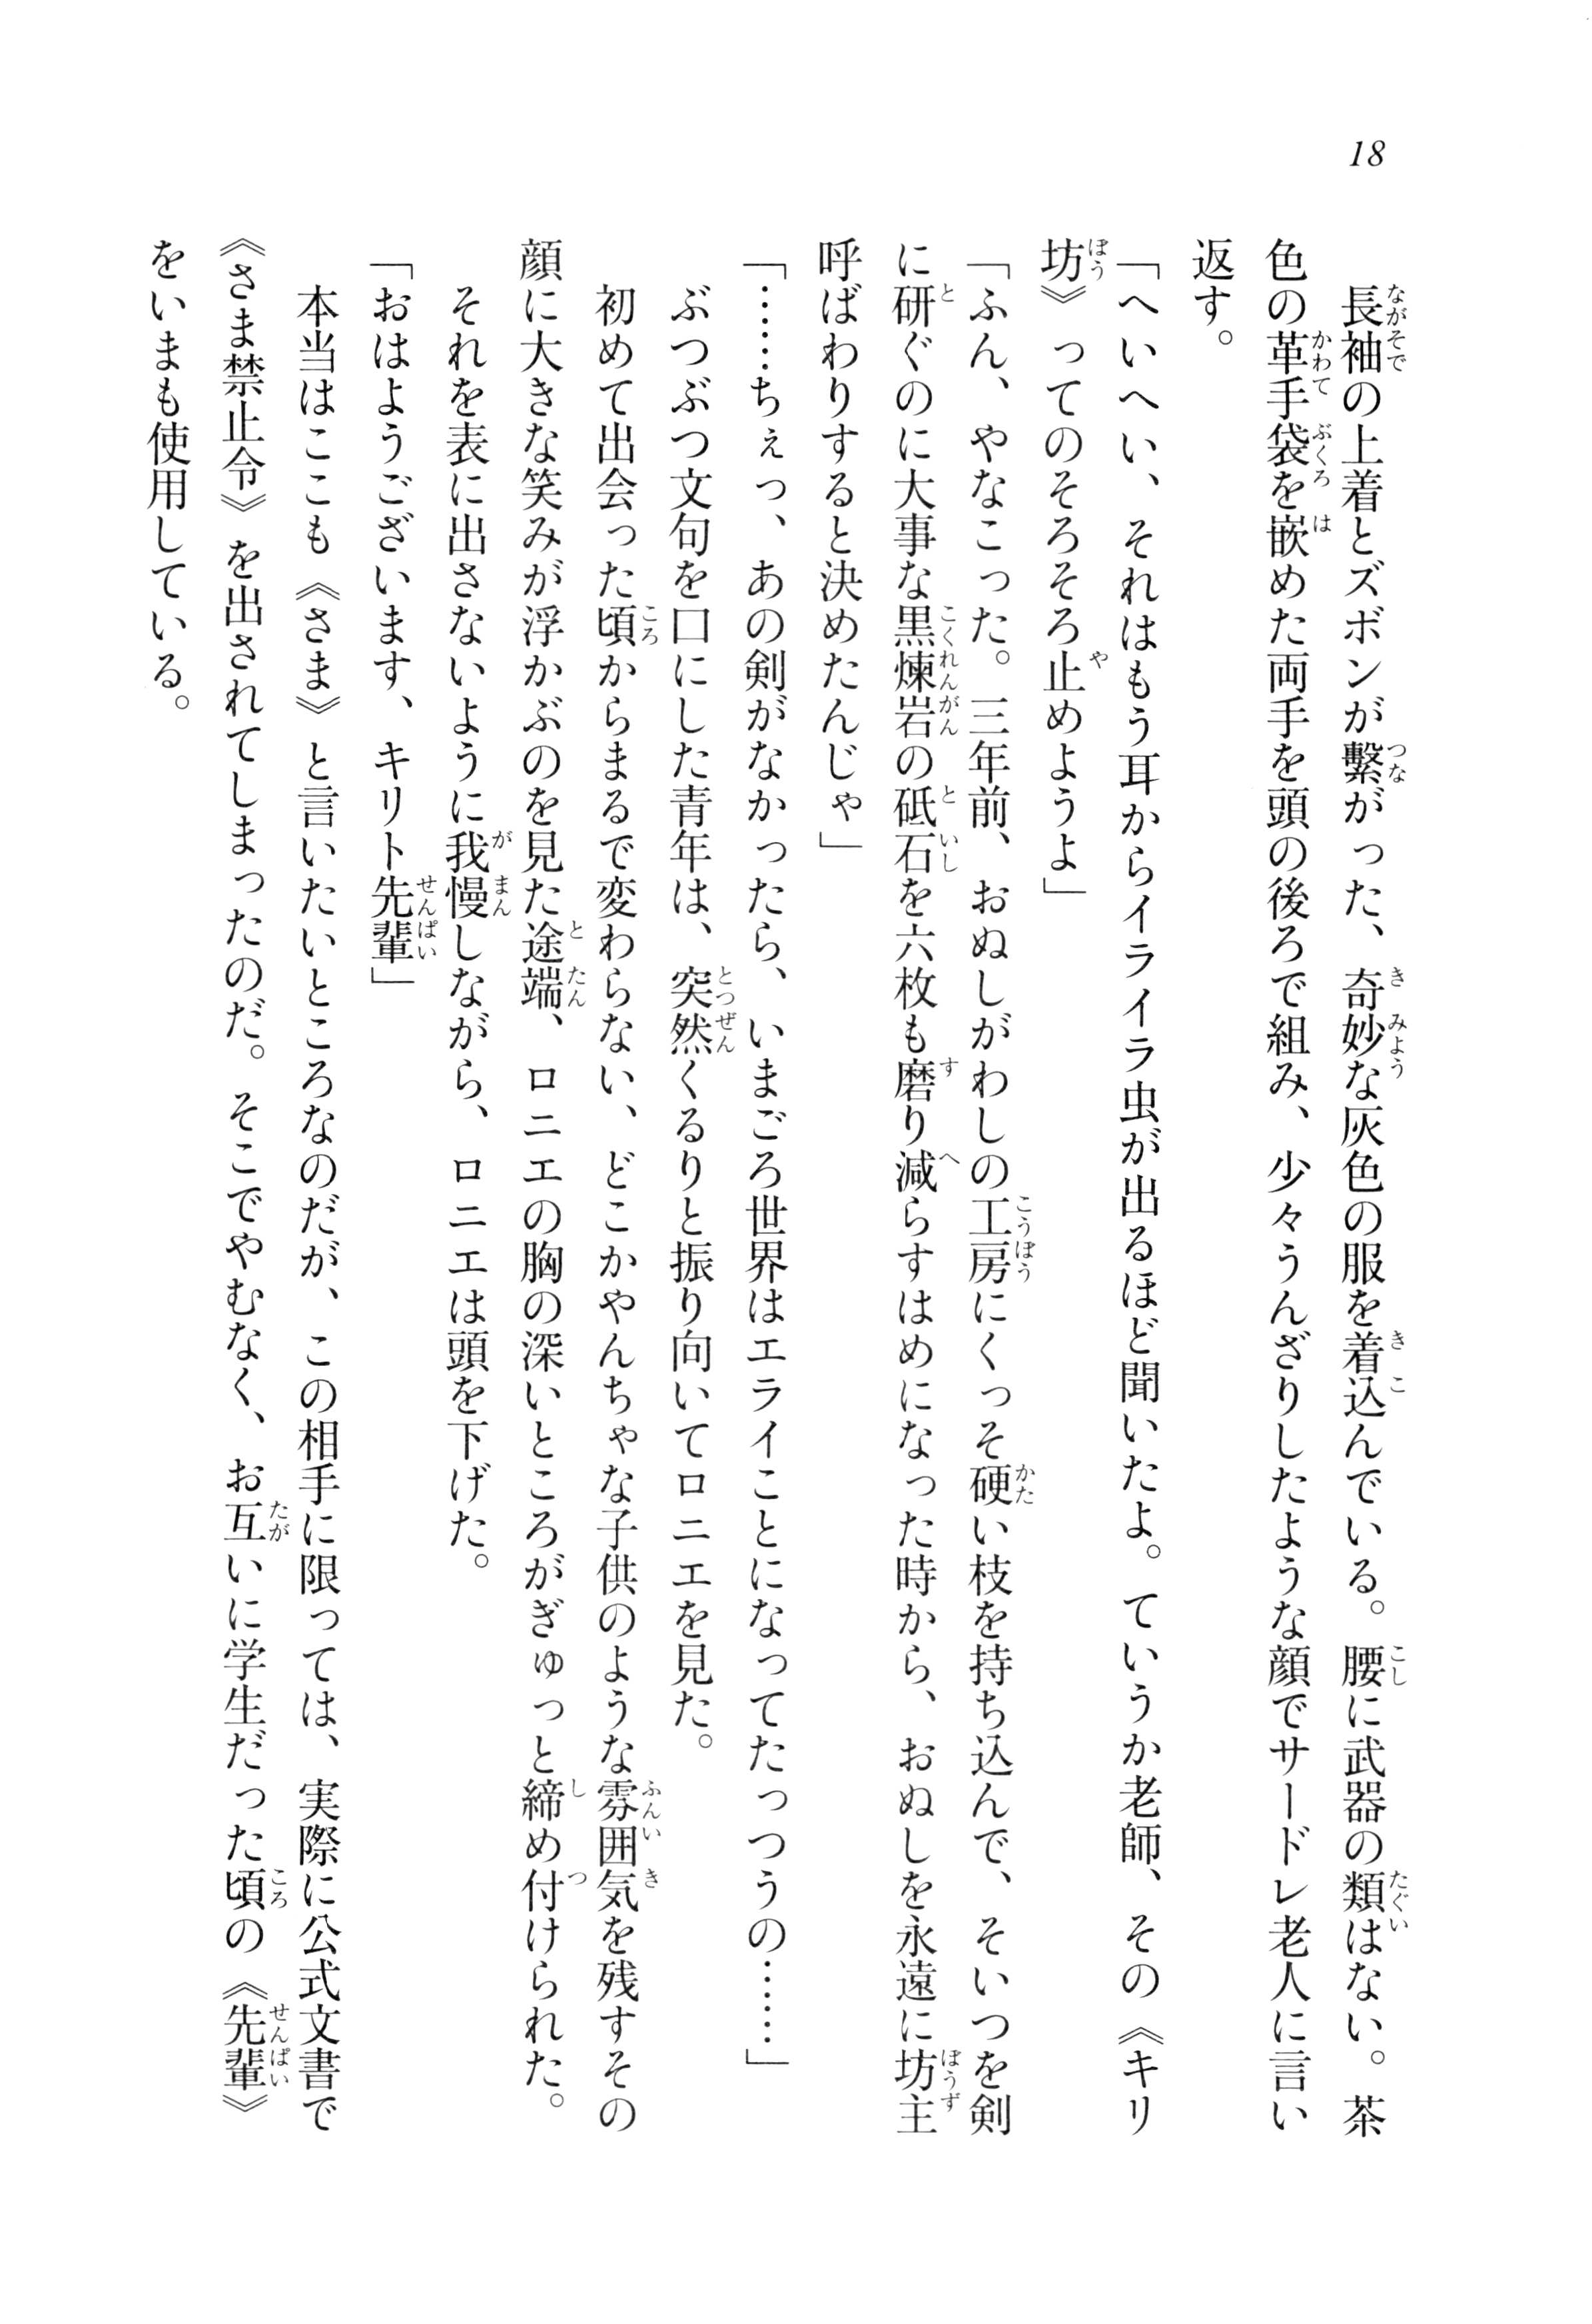 18
　長袖の上着とズボンが繫がった、奇妙な灰色の服を着込んでいる。腰に武器の類はない。茶
色の革手袋を嵌めた両手を頭の後ろで組み、少々うんざりしたような顔でサードレ老人に言い
返す。
「へいへい、それはもう耳からイライラ虫が出るほど聞いたよ。ていうか老師、その《キリ
坊》ってのそろそろ止めようよ」
「ふん、やなこった。三年前、おぬしがわしの工房にくっそ硬い枝を持ち込んで、そいつを剣
に研ぐのに大事な黒煉岩の砥石を六枚も磨り減らすはめになった時から、おぬしを永遠に坊主
呼ばわりすると決めたんじゃ」
「……ちぇっ、あの剣がなかったら、いまごろ世界はエライことになってたっつうの……」
　ぶつぶつ文句を口にした青年は、突然くるりと振り向いてロニエを見た。
　初めて出会った頃からまるで変わらない、どこかやんちゃな子供のような雰囲気を残すその
顔に大きな笑みが浮かぶのを見た途端、ロニエの胸の深いところがぎゅっと締め付けられた。
　それを表に出さないように我慢しながら、ロニエは頭を下げた。
「おはようございます、キリト先輩」
　本当はここも《さま》と言いたいところなのだが、この相手に限っては、実際に公式文書で
《さま禁止令》を出されてしまったのだ。そこでやむなく、お互いに学生だった頃の《先輩》
をいまも使用している。